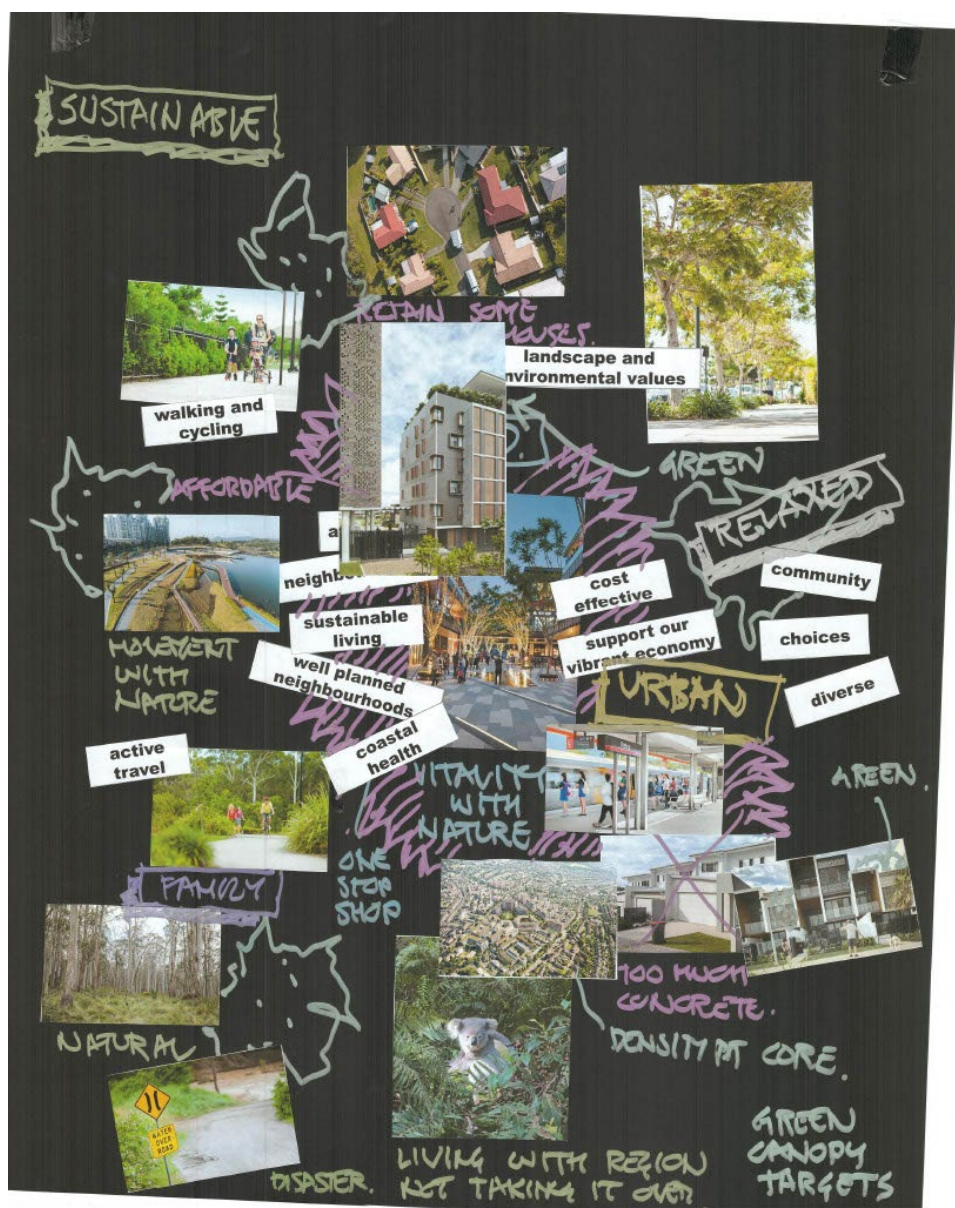 SUSTAINABLE
RETAIN SOME
HOUSES.
landscape and
nvironmental values
walking and
cycling
GREEN
AFFORDABLE
RELAXED
a
neighbo
cost
effective
community
sustainable
living
support our
vibrant economy
choices
MOVEMENT
WITH
NATURE
well planned
neighbourhoods
URBAN
diverse
active
travel
coastal
health
VITALITY
WITH
NATURE
GREEN.
ONE
STOP
SHOP
FAMILY
TOO MUCH
CONCRETE.
NATURAL
DENSITY AT CORE.
WATER
OVER
ROAD
DISASTER.
LIVING WITH REGION
NOT TAKING IT OVER
GREEN
CANOPY
TARGETS